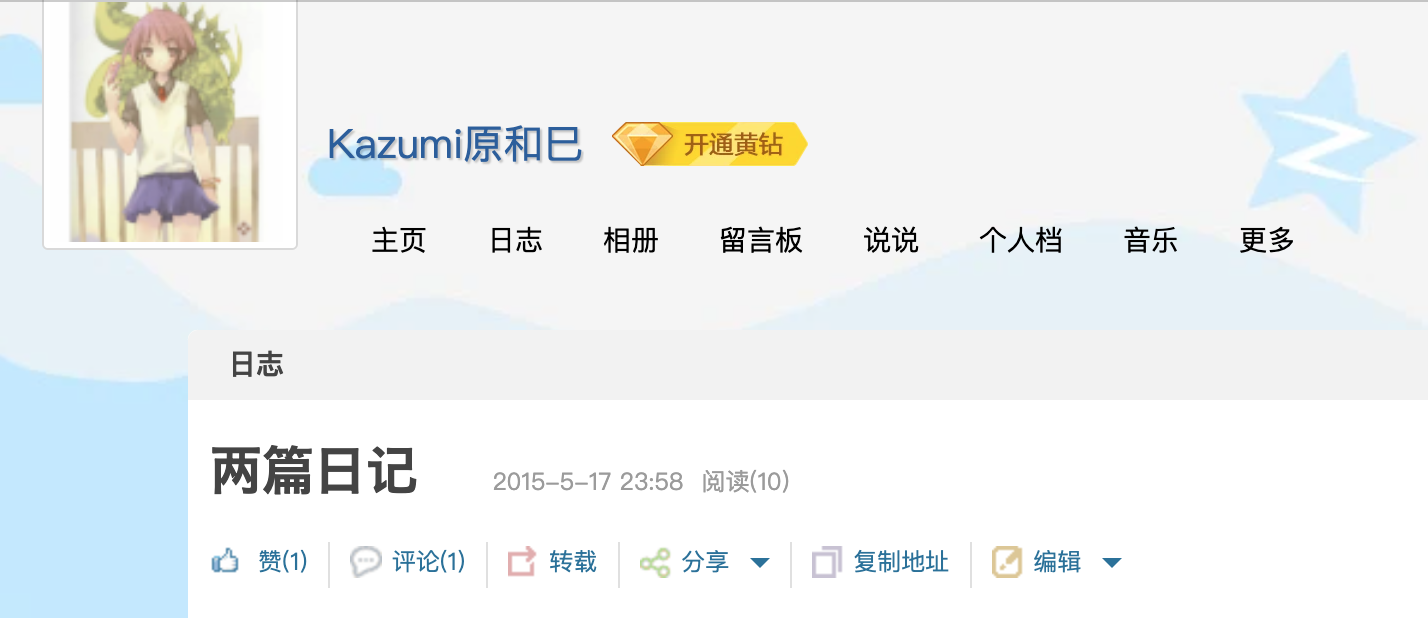 Kazumi原和巳 开通黄钻
主页 日志 相册 留言板 说说 个人档 音乐 更多
日志
两篇日记 2015-5-17 23:58 阅读(10)
赞(1) 评论(1) 转载 分享 复制地址 编辑